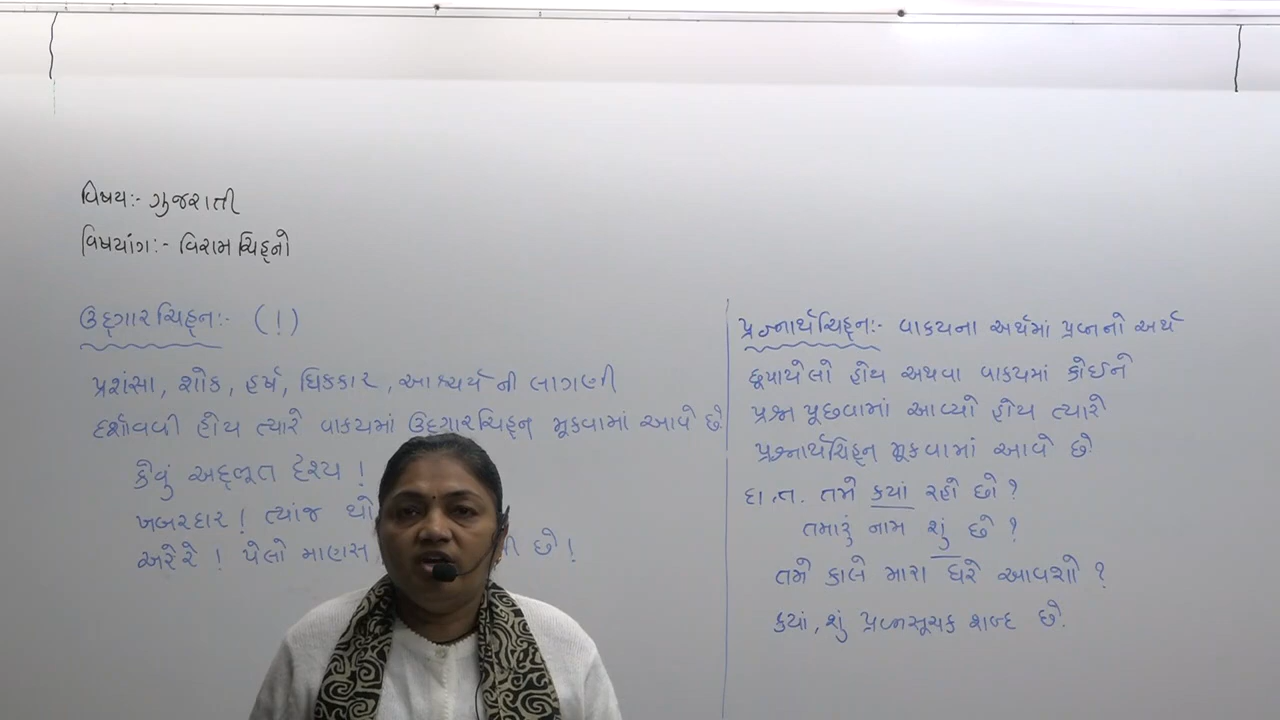 વિષય:- ગુજરાતી
વિષયાંગ:- વિરામચિહ્નો
ઉદ્ગારચિહ્ન:- (!)
પ્રશંસા, શોક, હર્ષ, ધિક્કાર, આશ્ચર્ય ની લાગણી
દર્શાવવી હોય ત્યારે વાક્યમાં ઉદ્ગારચિહ્ન મૂકવામાં આવે છે.
કેવું અદ્ભૂત દૃશ્ય !
ખબરદાર ! ત્યાંજ થો
અરેરે ! પેલો માણસ છે !
પ્રશ્નાર્થચિહ્ન:- વાક્યના અર્થમાં પ્રશ્નનો અર્થ
છૂપાયેલો હોય અથવા વાક્યમાં કોઈને
પ્રશ્ન પૂછવામાં આવ્યો હોય ત્યારે
પ્રશ્નાર્થચિહ્ન મૂકવામાં આવે છે.
દા.ત. તમે ક્યાં રહો છો ?
તમારું નામ શું છે ?
તમે કાલે મારા ઘરે આવશો ?
ક્યાં, શું પ્રશ્નસૂચક શબ્દ છે.